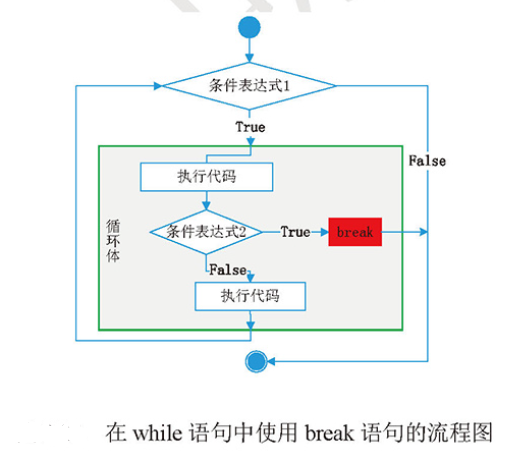 条件表达式1
True
False
执行代码
循环体
条件表达式2
True
break
False
执行代码
在 while 语句中使用 break 语句的流程图